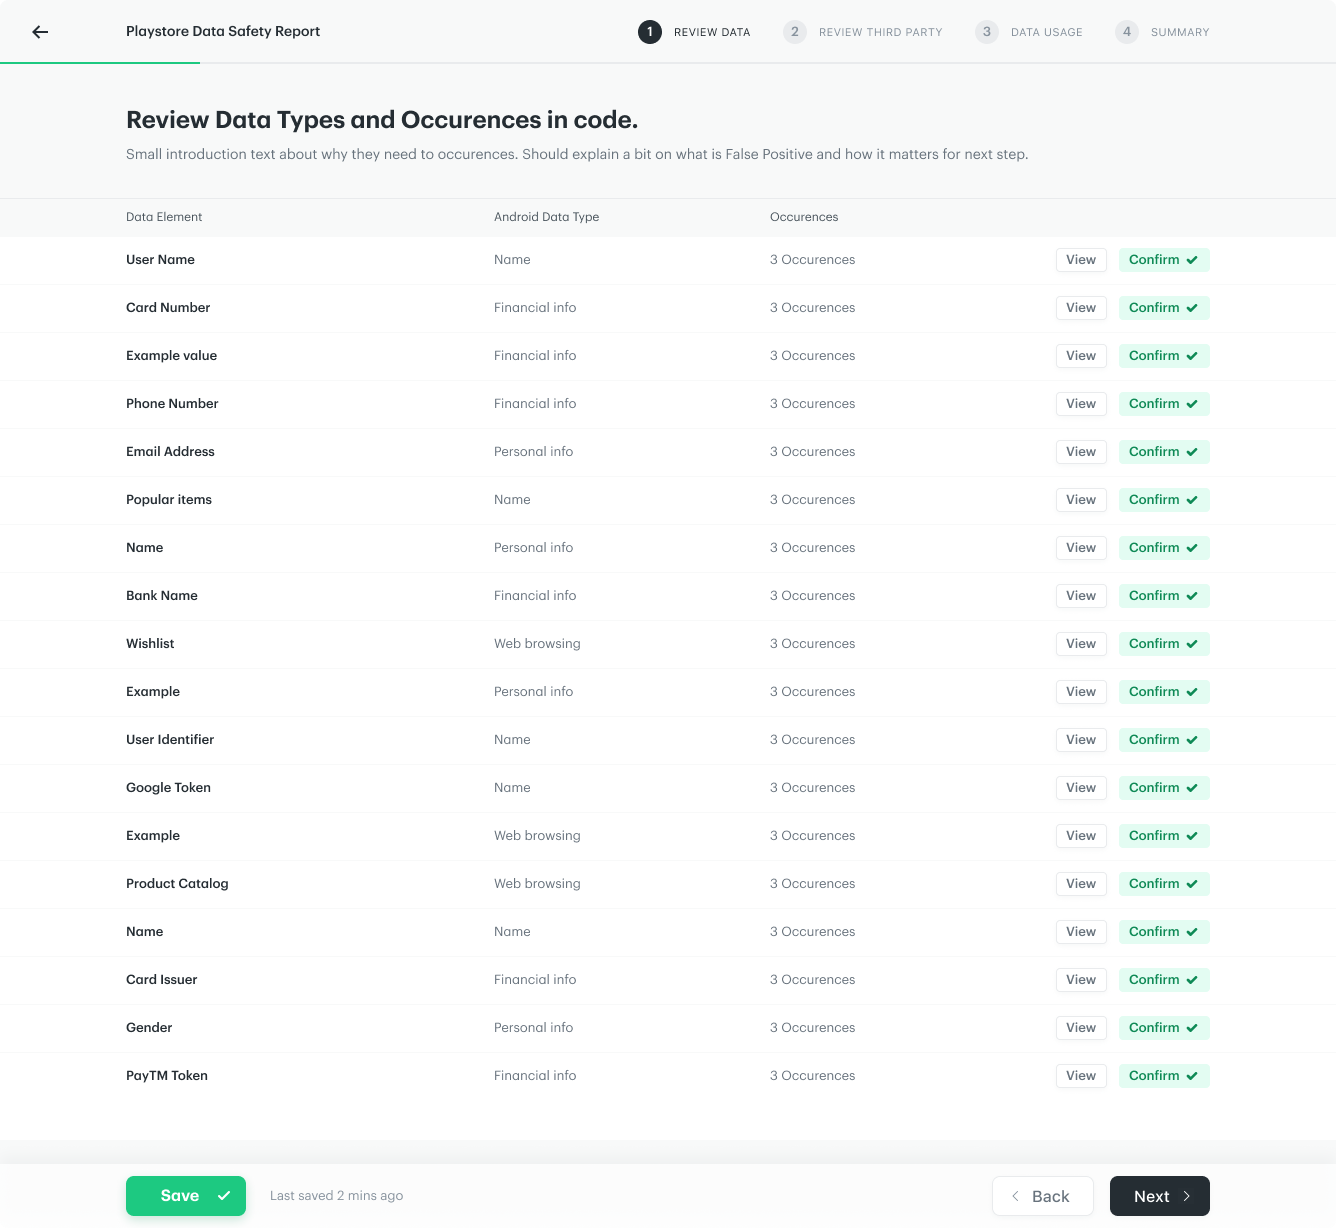 Playstore Data Safety Report 1 REVIEW DATA 2 REVIEW THIRD PARTY 3 DATA USAGE 4 SUMMARY
Review Data Types and Occurences in code.
Small introduction text about why they need to occurences. Should explain a bit on what is False Positive and how it matters for next step.
Data Element Android Data Type Occurences
User Name Name 3 Occurences View Confirm
Card Number Financial info 3 Occurences View Confirm
Example value Financial info 3 Occurences View Confirm
Phone Number Financial info 3 Occurences View Confirm
Email Address Personal info 3 Occurences View Confirm
Popular items Name 3 Occurences View Confirm
Name Personal info 3 Occurences View Confirm
Bank Name Financial info 3 Occurences View Confirm
Wishlist Web browsing 3 Occurences View Confirm
Example Personal info 3 Occurences View Confirm
User Identifier Name 3 Occurences View Confirm
Google Token Name 3 Occurences View Confirm
Example Web browsing 3 Occurences View Confirm
Product Catalog Web browsing 3 Occurences View Confirm
Name Name 3 Occurences View Confirm
Card Issuer Financial info 3 Occurences View Confirm
Gender Personal info 3 Occurences View Confirm
PayTM Token Financial info 3 Occurences View Confirm
Save Last saved 2 mins ago Back Next